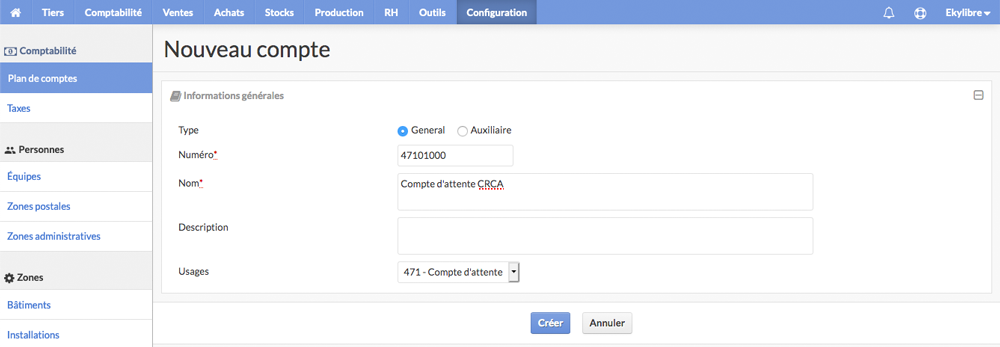 Tiers Comptabilité Ventes Achats Stocks Production RH Outils Configuration Ekylibre
Comptabilité
Plan de comptes
Taxes
Personnes
Équipes
Zones postales
Zones administratives
Zones
Bâtiments
Installations
Nouveau compte
Informations générales
Type General Auxiliaire
Numéro* 47101000
Nom* Compte d'attente CRCA
Description
Usages 471 - Compte d'attente
Créer Annuler